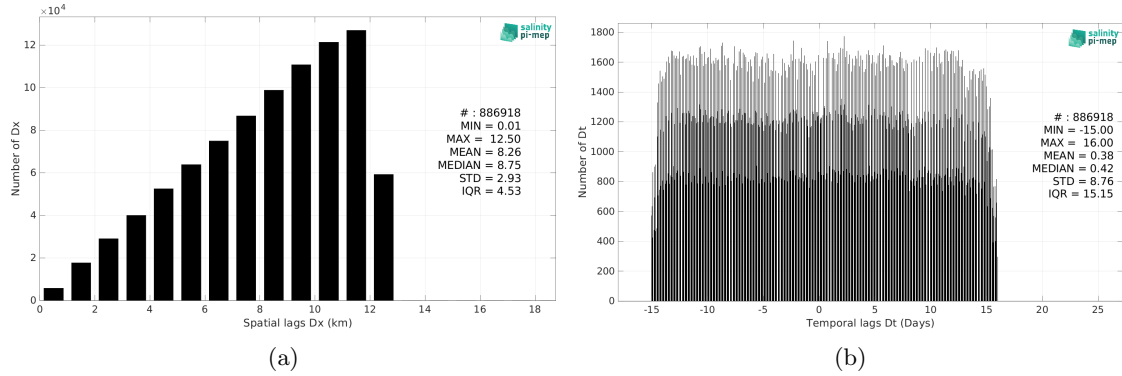 ×10⁴
12
10
8
6
4
2
0
Number of Dx
0 2 4 6 8 10 12 14 16 18
Spatial lags Dx (km)
salinity
pi-mep
# : 886918
MIN = 0.01
MAX = 12.50
MEAN = 8.26
MEDIAN = 8.75
STD = 2.93
IQR = 4.53
(a)
1800
1600
1400
1200
1000
800
600
400
200
0
Number of Dt
-15 -10 -5 0 5 10 15 20 25
Temporal lags Dt (Days)
salinity
pi-mep
# : 886918
MIN = -15.00
MAX = 16.00
MEAN = 0.38
MEDIAN = 0.42
STD = 8.76
IQR = 15.15
(b)